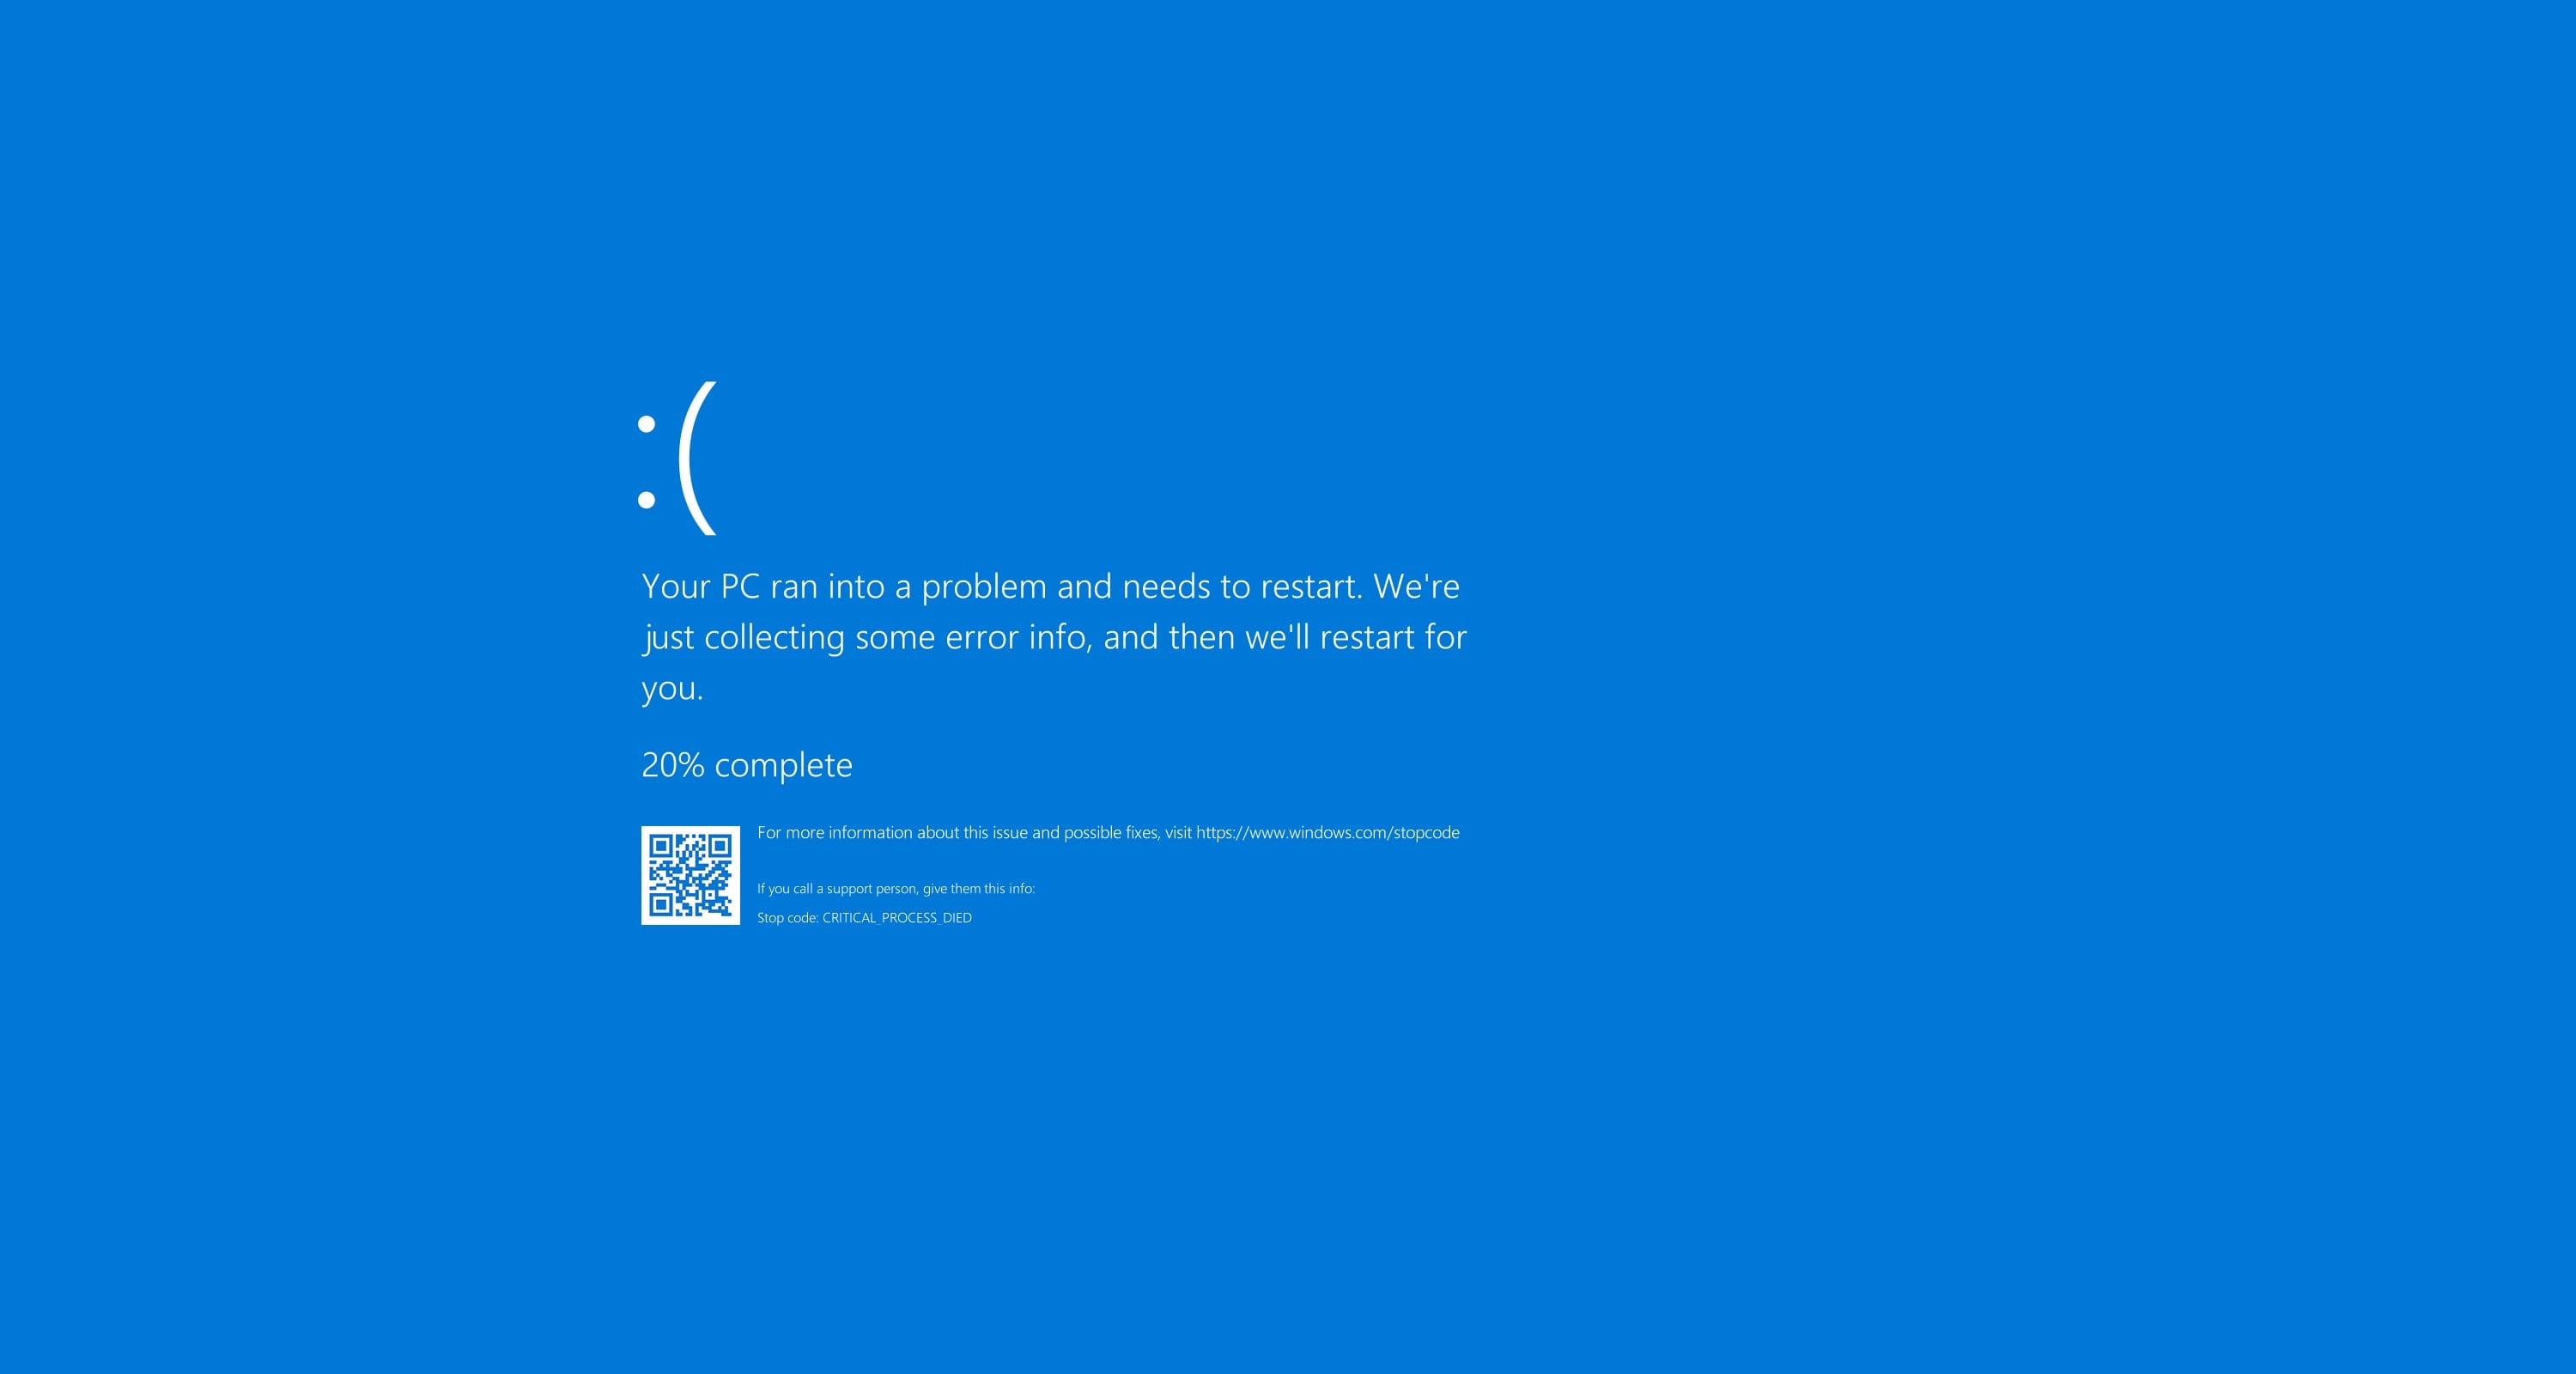 :(
Your PC ran into a problem and needs to restart. We're
just collecting some error info, and then we'll restart for
you.
20% complete
For more information about this issue and possible fixes, visit https://www.windows.com/stopcode
If you call a support person, give them this info:
Stop code: CRITICAL_PROCESS_DIED